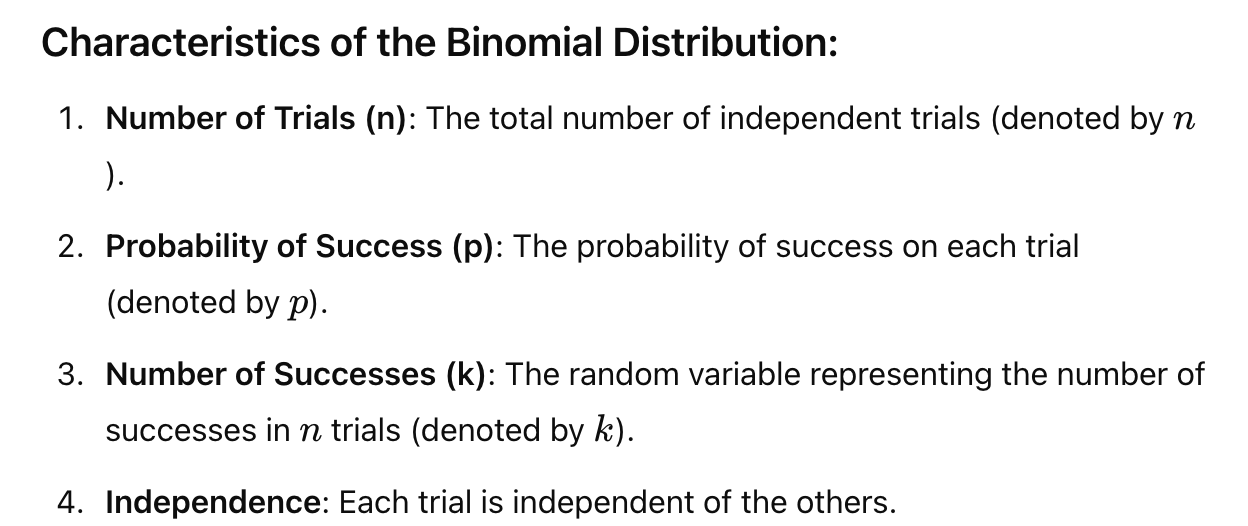 Characteristics of the Binomial Distribution:
1. Number of Trials (n): The total number of independent trials (denoted by n
).
2. Probability of Success (p): The probability of success on each trial
(denoted by p).
3. Number of Successes (k): The random variable representing the number of
successes in n trials (denoted by k).
4. Independence: Each trial is independent of the others.